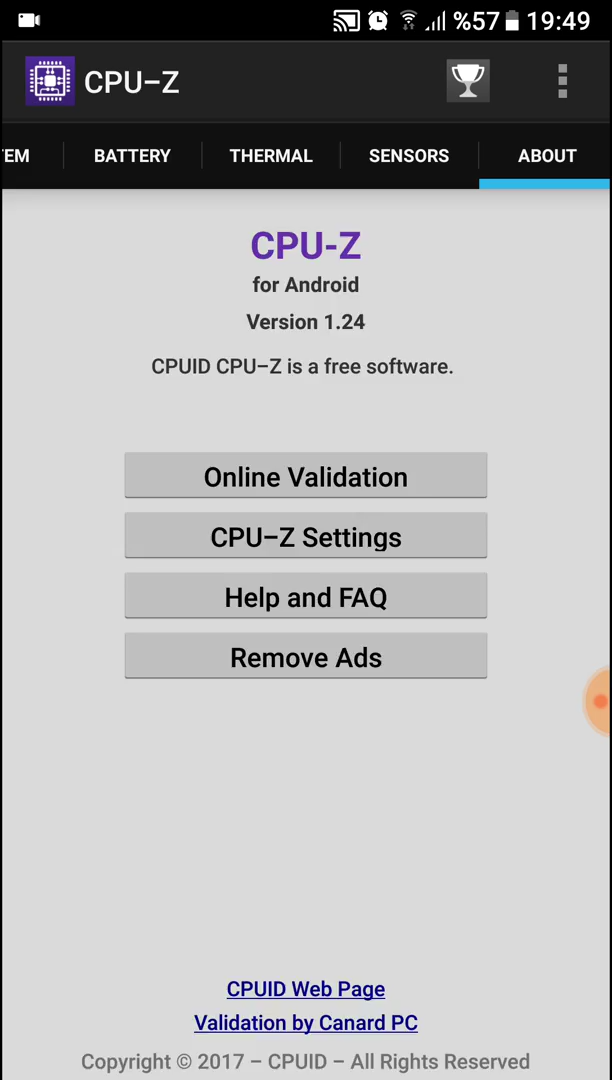 %57 19:49
CPU–Z
EM BATTERY THERMAL SENSORS ABOUT
CPU-Z
for Android
Version 1.24
CPUID CPU–Z is a free software.
Online Validation
CPU–Z Settings
Help and FAQ
Remove Ads
CPUID Web Page
Validation by Canard PC
Copyright © 2017 – CPUID – All Rights Reserved